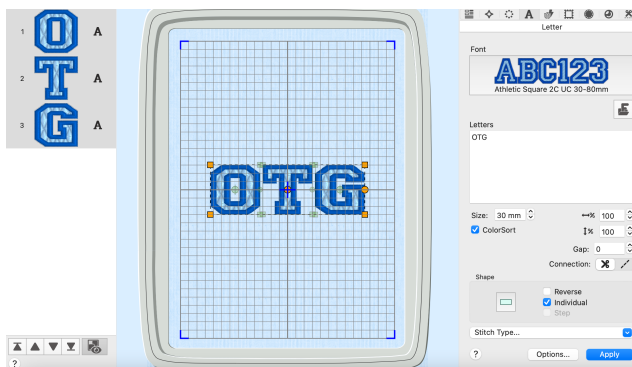 1 O A
2 T A
3 G A
?
OTG
A
Letter
Font
ABC123
Athletic Square 2C UC 30-80mm
Letters
OTG
Size: 30 mm
% 100
ColorSort
% 100
Gap: 0
Connection:
Shape
Reverse
Individual
Step
Stitch Type...
? Options... Apply